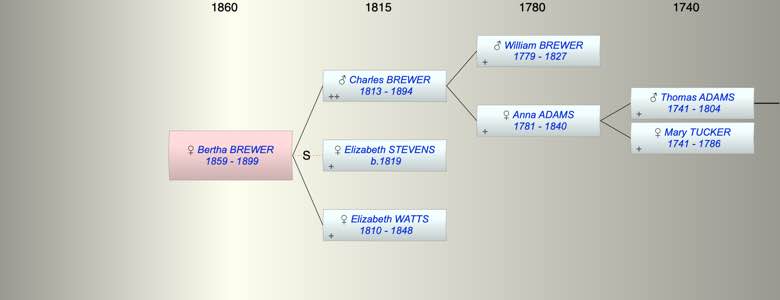 1860 1815 1780 1740
♂ William BREWER
1779 - 1827
+
♂ Charles BREWER
1813 - 1894
++
♂ Thomas ADAMS
1741 - 1804
+
♀ Anna ADAMS
1781 - 1840
+
♀ Mary TUCKER
1741 - 1786
+
♀ Bertha BREWER
1859 - 1899
S
♀ Elizabeth STEVENS
b.1819
+
♀ Elizabeth WATTS
1810 - 1848
+